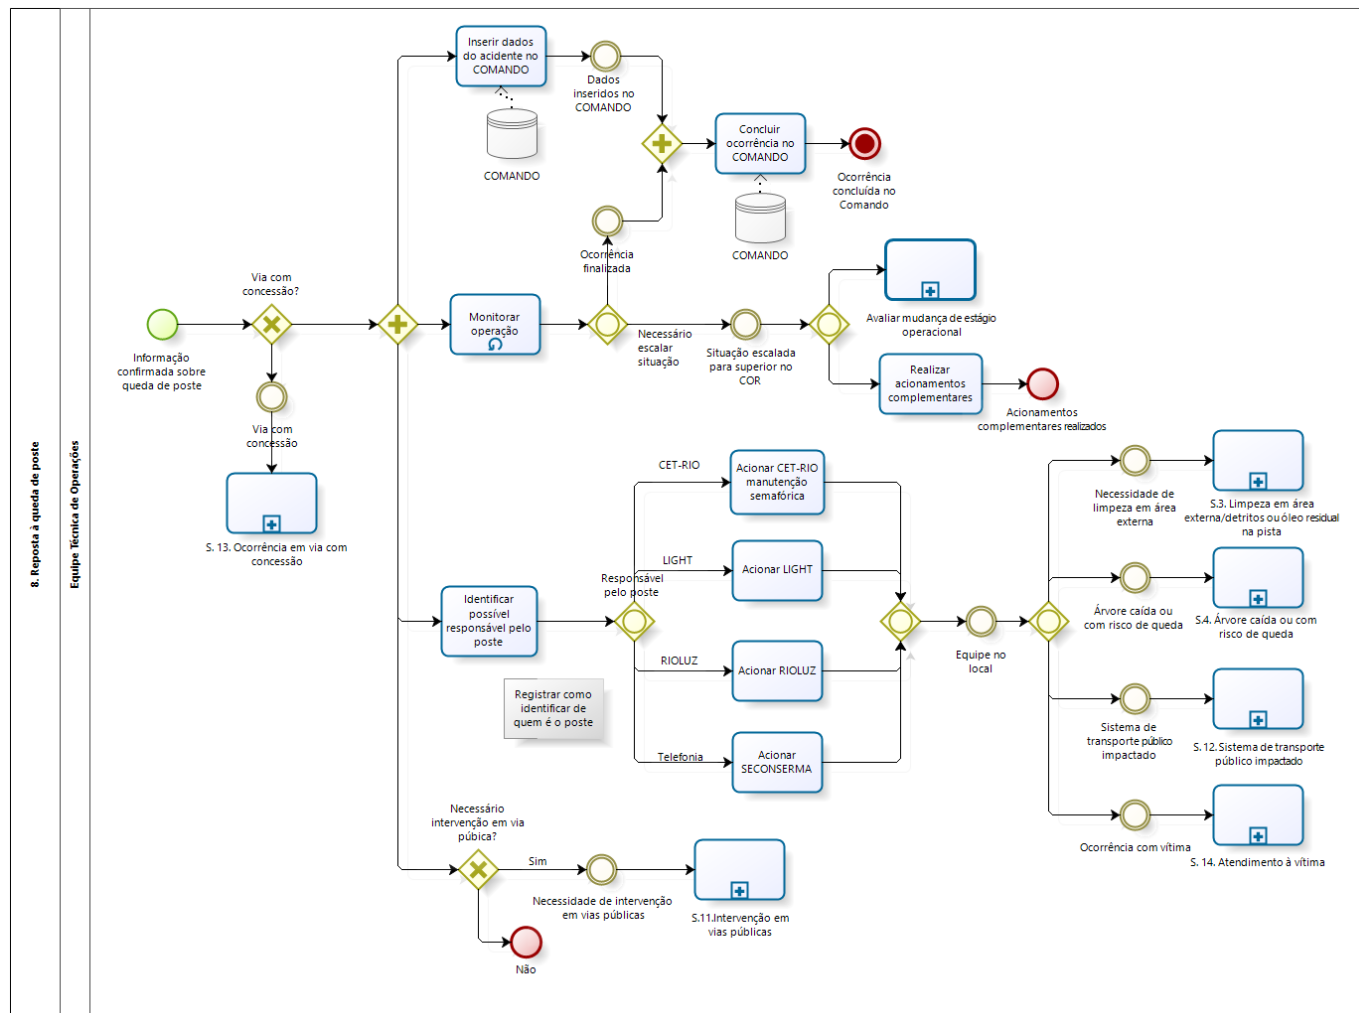 8. Reposta à queda de poste
Equipe Técnica de Operações
Inserir dados
do acidente no
COMANDO
Dados
inseridos no
COMANDO
COMANDO
Concluir
ocorrência no
COMANDO
Ocorrência
concluída no
Comando
COMANDO
Ocorrência
finalizada
Via com
concesão?
Informação
confirmada sobre
queda de poste
Monitorar
operação
Necessário
escalar
situação
Situação escalada
para superior no
COR
Avaliar mudança de estágio
operacional
Realizar
acionamentos
complementares
Acionamentos
complementares realizados
Via com
concessão
S. 13. Ocorrência em via com
concessão
CET-RIO
Acionar CET-RIO
manutenção
semafórica
LIGHT
Acionar LIGHT
Responsável
pelo poste
Identificar
possível
responsável pelo
poste
RIOLUZ
Acionar RIOLUZ
Registrar como
identificar de
quem é o poste
Telefonia
Acionar
SECONSERMA
Equipe no
local
Necessidade de
limpeza em área
externa
S.3. Limpeza em área
externa/detritos ou óleo residual
na pista
Árvore caída ou
com risco de queda
S.4. Árvore caída ou com
risco de queda
Sistema de
transporte público
impactado
S. 12. Sistema de transporte
público impactado
Ocorrência com vítima
S. 14. Atendimento à vítima
Necessário
intervenção em via
púbica?
Sim
Necessidade de intervenção
em vias públicas
S.11.Intervenção em
vias públicas
Não